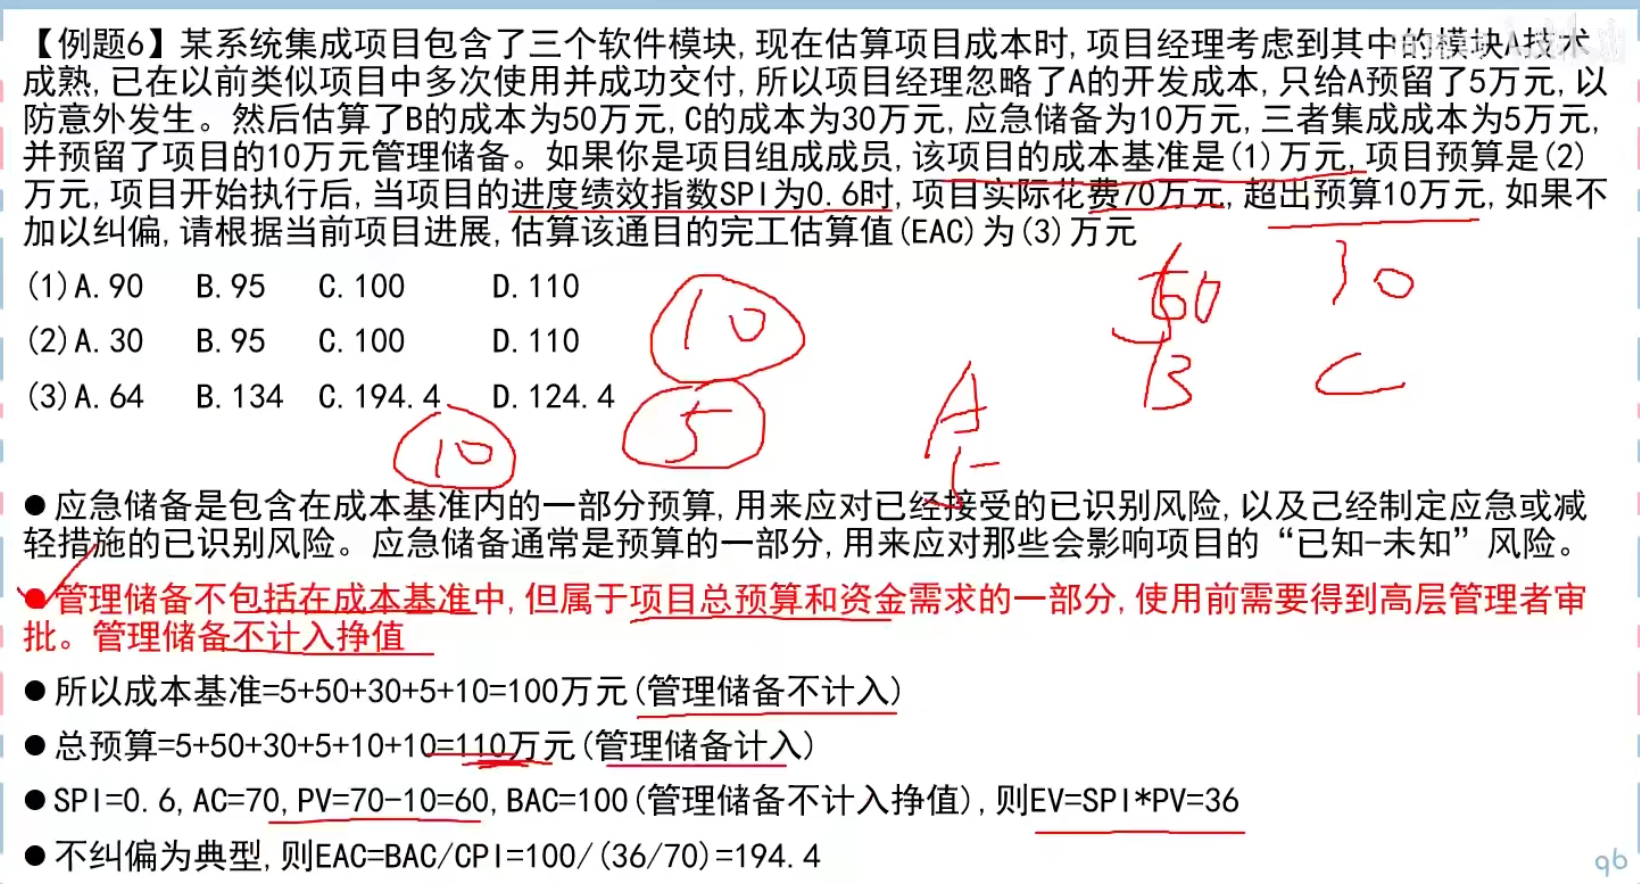 【例题6】某系统集成项目包含了三个软件模块,现在估算项目成本时,项目经理考虑到其中的模块A技术
成熟,已在以前类似项目中多次使用并成功交付,所以项目经理忽略了A的开发成本,只给A预留了5万元,以
防意外发生。然后估算了B的成本为50万元,C的成本为30万元,应急储备为10万元,三者集成成本为5万元,
并预留了项目的10万元管理储备。如果你是项目组成成员,该项目的成本基准是(1)万元,项目预算是(2)
万元,项目开始执行后,当项目的进度绩效指数SPI为0.6时,项目实际花费70万元,超出预算10万元,如果不
加以纠偏,请根据当前项目进展,估算该通目的完工估算值(EAC)为(3)万元
(1)A.90 B.95 C.100 D.110
(2)A.30 B.95 C.100 D.110
(3)A.64 B.134 C.194.4 D.124.4
10
50
30
B
C
5
A
5
10
●应急储备是包含在成本基准内的一部分预算,用来应对已经接受的已识别风险,以及己经制定应急或减
轻措施的已识别风险。应急储备通常是预算的一部分,用来应对那些会影响项目的“已知-未知”风险。
●管理储备不包括在成本基准中,但属于项目总预算和资金需求的一部分,使用前需要得到高层管理者审
批。管理储备不计入挣值
●所以成本基准=5+50+30+5+10=100万元(管理储备不计入)
●总预算=5+50+30+5+10+10=110万元(管理储备计入)
●SPI=0.6,AC=70,PV=70-10=60,BAC=100(管理储备不计入挣值),则EV=SPI*PV=36
●不纠偏为典型,则EAC=BAC/CPI=100/(36/70)=194.4
96